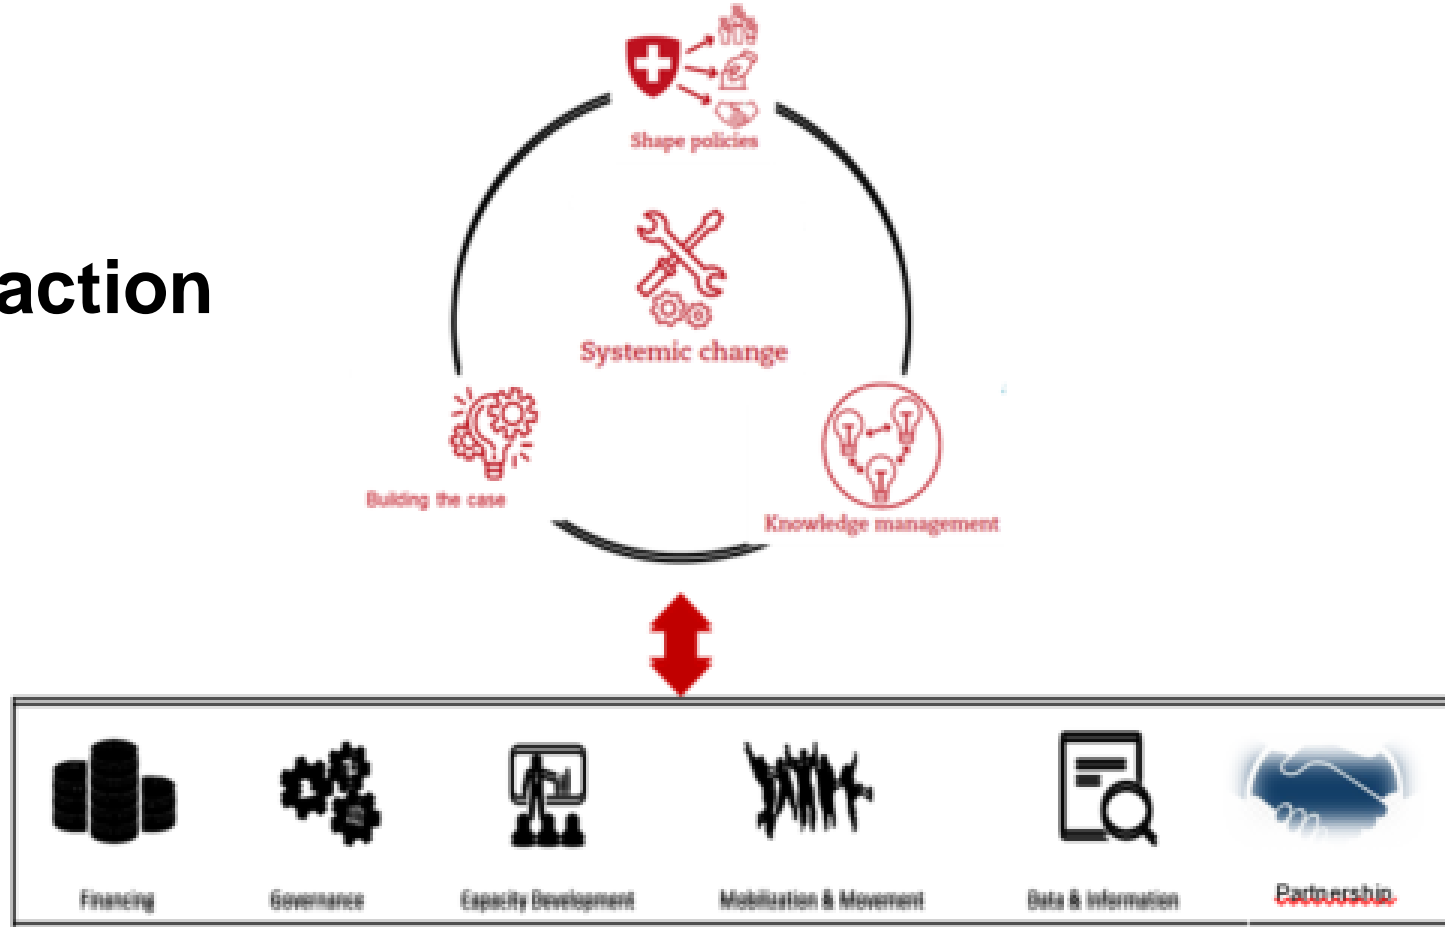 Shape policies
action
Systemic change
Building the case
Knowledge management
Financing
Governance
Capacity Development
Mobilization & Movement
Data & Information
Partnership